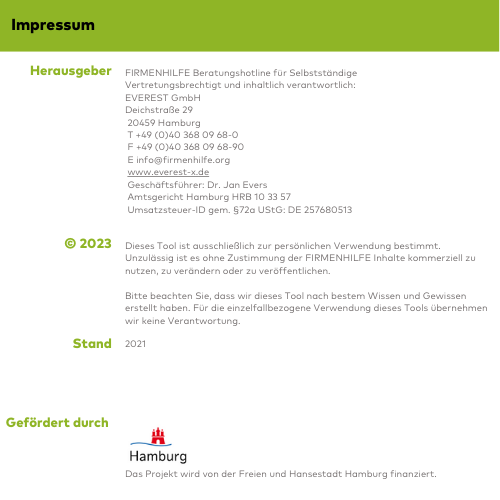 Impressum
Herausgeber
FIRMENHILFE Beratungshotline für Selbstständige
Vertretungsbrechtigt und inhaltlich verantwortlich:
EVEREST GmbH
Deichstraße 29
20459 Hamburg
T +49 (0)40 368 09 68-0
F +49 (0)40 368 09 68-90
E info@firmenhilfe.org
www.everest-x.de
Geschäftsführer: Dr. Jan Evers
Amtsgericht Hamburg HRB 10 33 57
Umsatzsteuer-ID gem. §72a UStG: DE 257680513
© 2023
Dieses Tool ist ausschließlich zur persönlichen Verwendung bestimmt.
Unzulässig ist es ohne Zustimmung der FIRMENHILFE Inhalte kommerziell zu
nutzen, zu verändern oder zu veröffentlichen.
Bitte beachten Sie, dass wir dieses Tool nach bestem Wissen und Gewissen
erstellt haben. Für die einzelfallbezogene Verwendung dieses Tools übernehmen
wir keine Verantwortung.
Stand
2021
Gefördert durch
Hamburg
Das Projekt wird von der Freien und Hansestadt Hamburg finanziert.